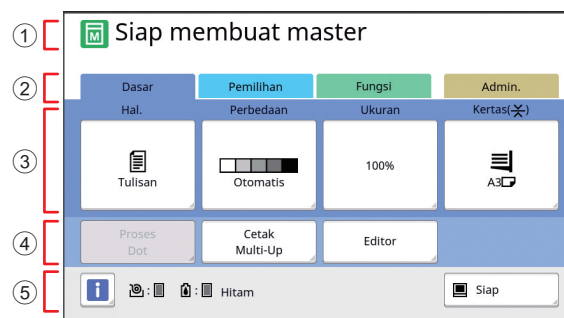 ① Siap membuat master
② Dasar Pemilihan Fungsi Admin.
Hal. Perbedaan Ukuran Kertas( )
③ Tulisan Otomatis 100% A3
④ Proses Dot Cetak Multi-Up Editor
⑤ i : : Hitam Siap